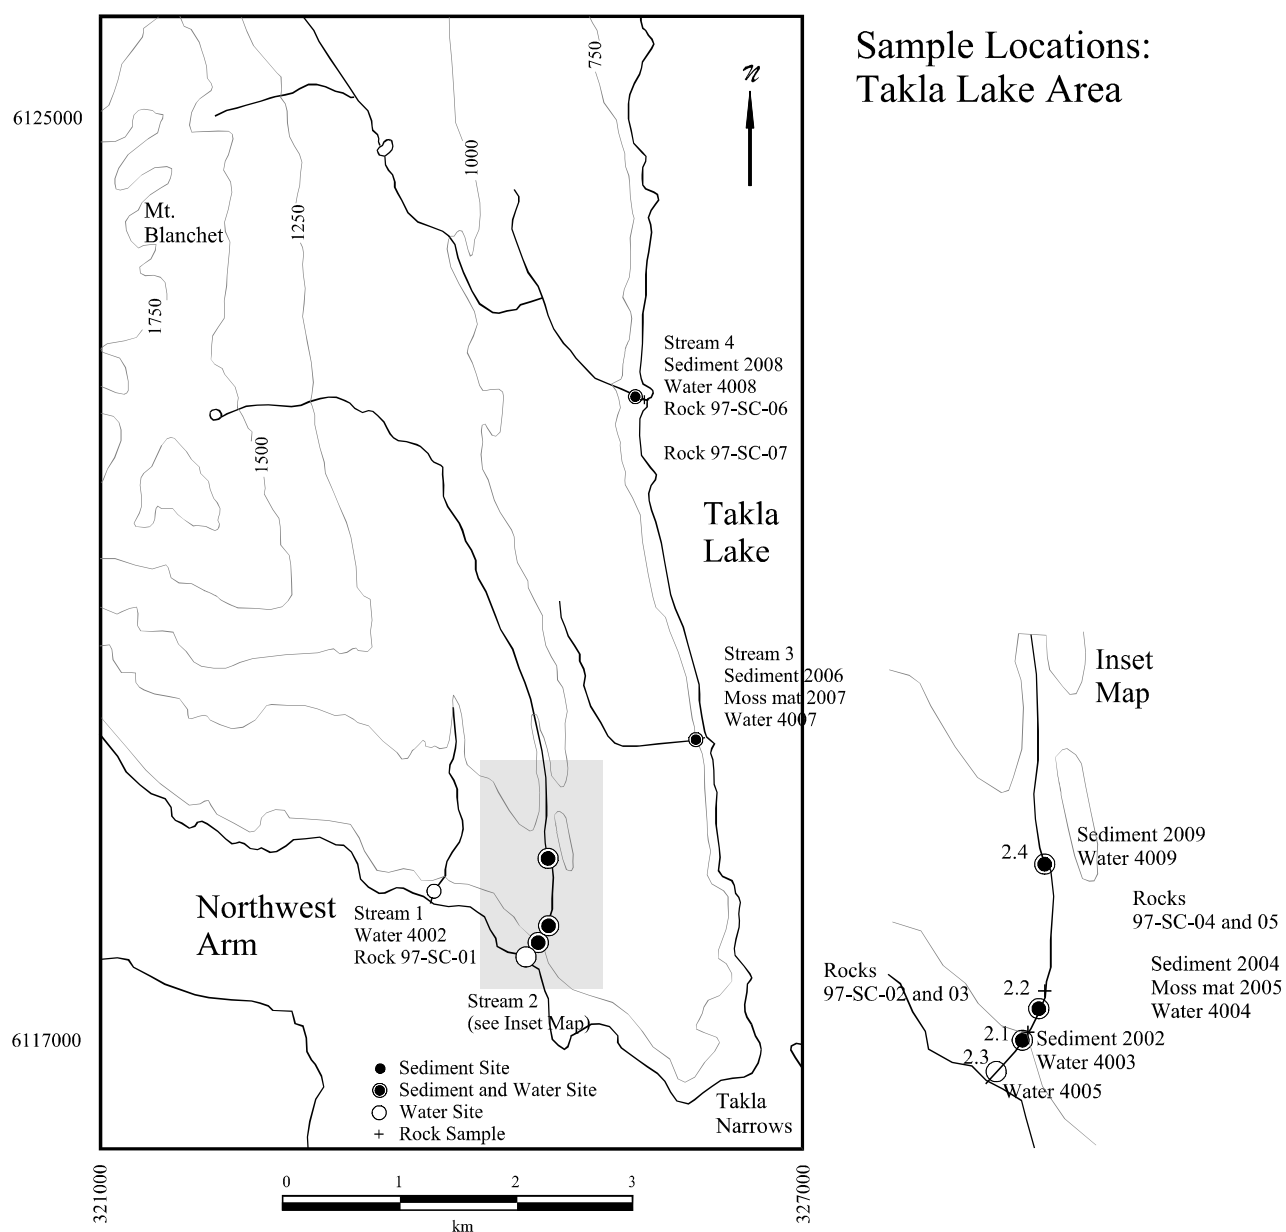 Sample Locations:
Takla Lake Area
N
6125000
750
1000
1250
Mt.
Blanchet
1750
1500
Stream 4
Sediment 2008
Water 4008
Rock 97-SC-06
Rock 97-SC-07
Takla
Lake
Stream 3
Sediment 2006
Moss mat 2007
Water 4007
Northwest
Arm
Stream 1
Water 4002
Rock 97-SC-01
Stream 2
(see Inset Map)
6117000
Sediment Site
Sediment and Water Site
Water Site
Rock Sample
Takla
Narrows
321000
327000
0 1 2 3
km
Inset
Map
2.4
Sediment 2009
Water 4009
Rocks
97-SC-04 and 05
Rocks
97-SC-02 and 03
2.2
Sediment 2004
Moss mat 2005
Water 4004
2.1
Sediment 2002
Water 4003
2.3
Water 4005